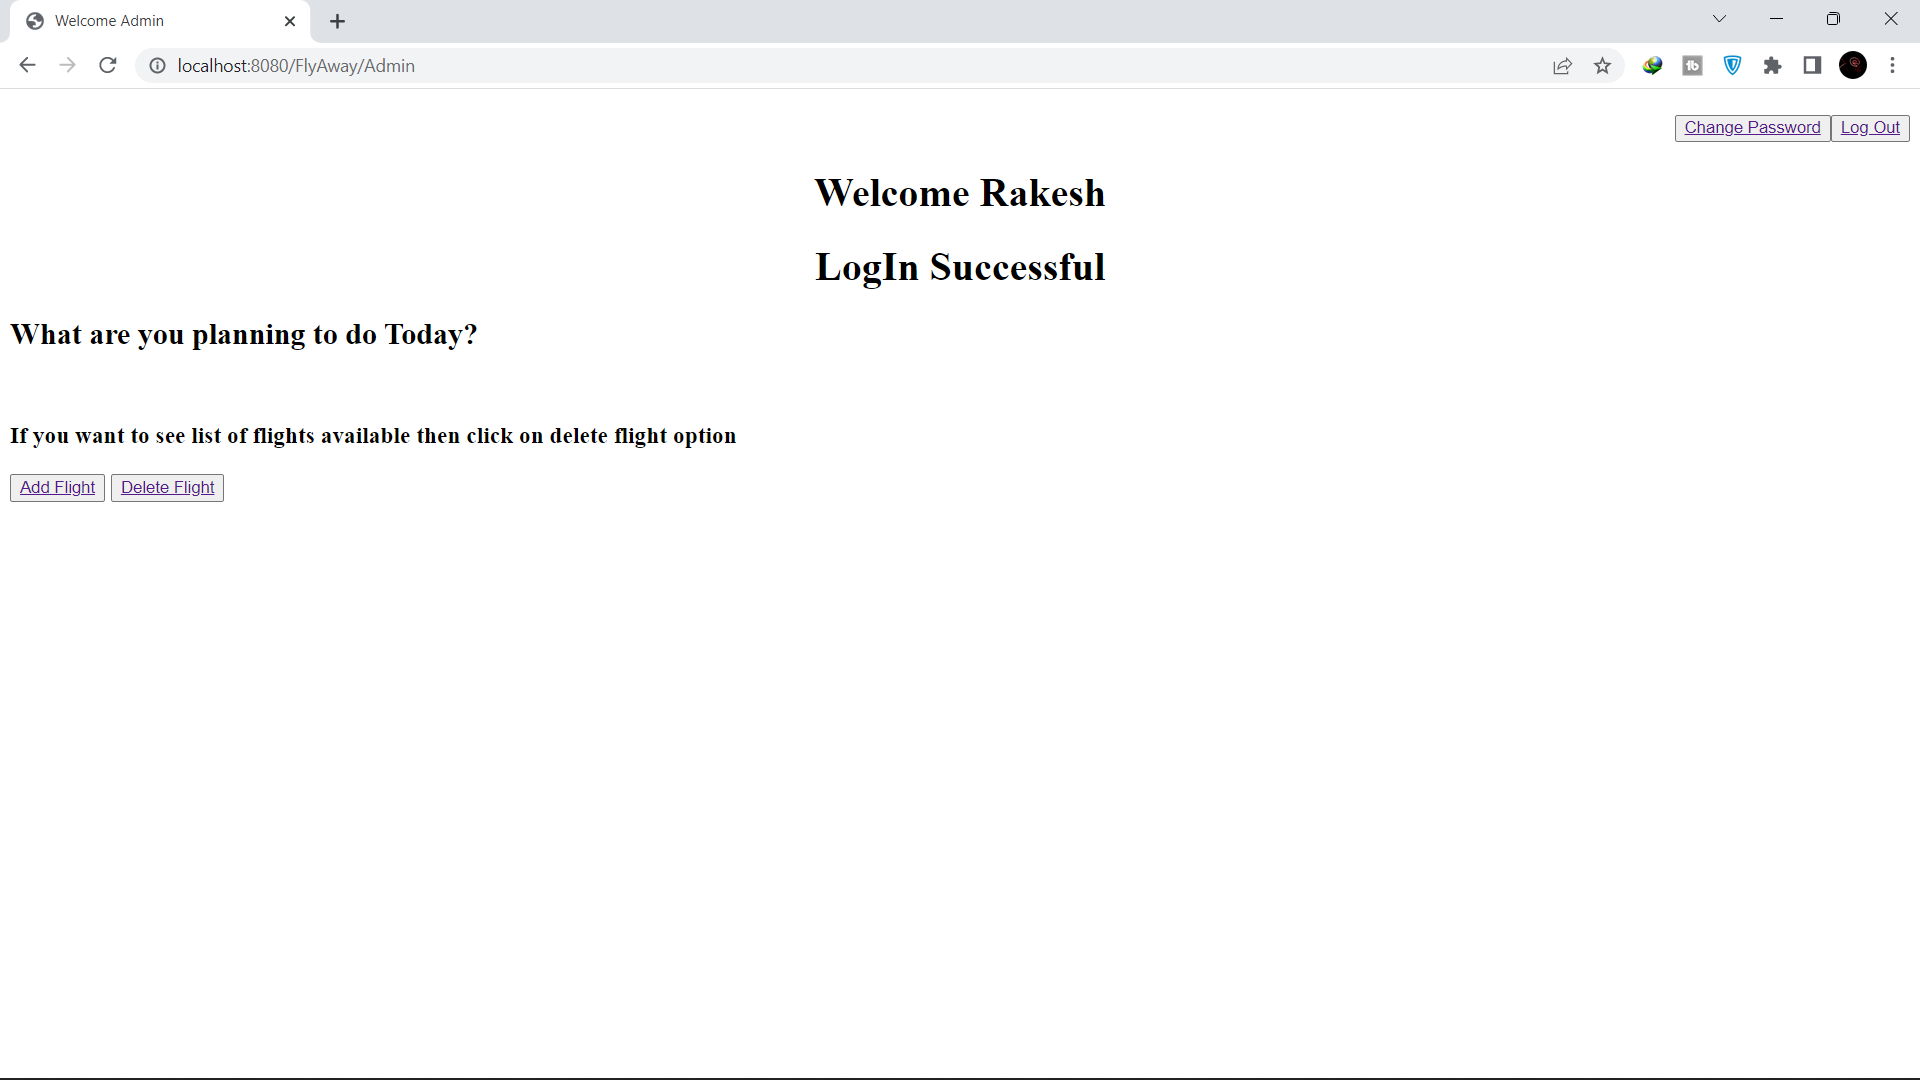 Welcome Admin
localhost:8080/FlyAway/Admin
Change Password Log Out
Welcome Rakesh
LogIn Successful
What are you planning to do Today?
If you want to see list of flights available then click on delete flight option
Add Flight Delete Flight